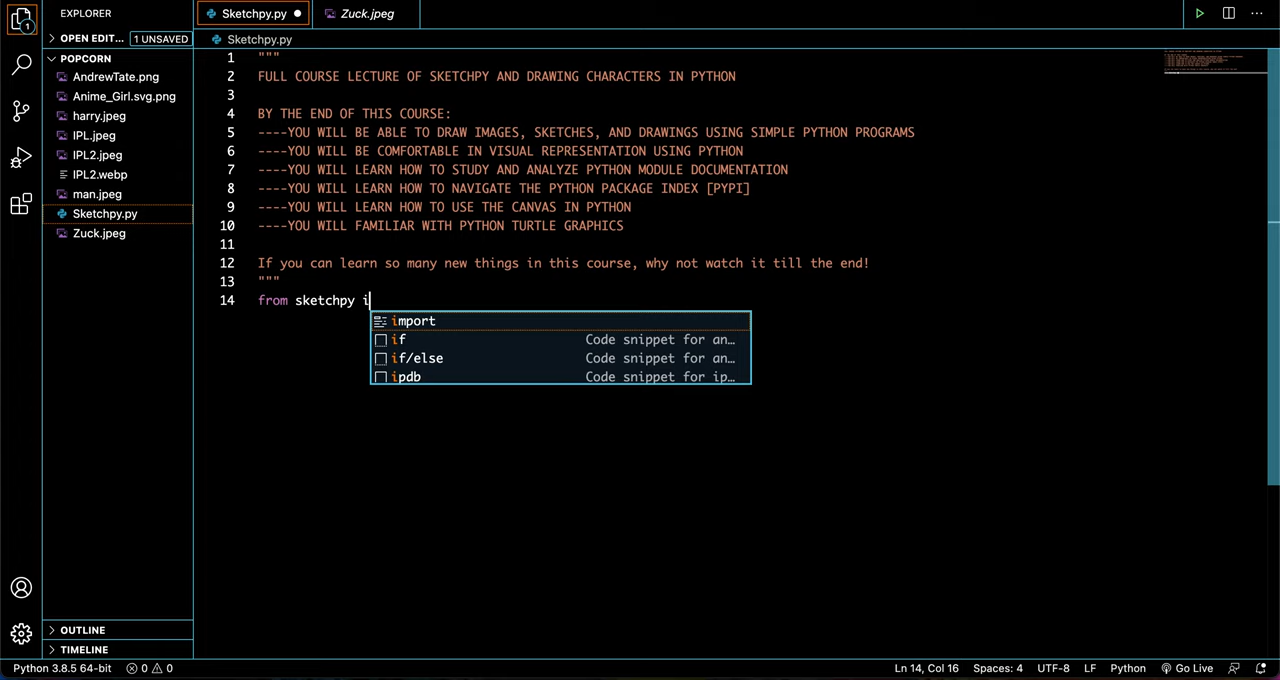 EXPLORER
Sketchpy.py
Zuck.jpeg
OPEN EDIT... 1 UNSAVED
Sketchpy.py
POPCORN
AndrewTate.png
Anime_Girl.svg.png
harry.jpeg
IPL.jpeg
IPL2.jpeg
IPL2.webp
man.jpeg
Sketchpy.py
Zuck.jpeg
1 """
2 FULL COURSE LECTURE OF SKETCHPY AND DRAWING CHARACTERS IN PYTHON
3
4 BY THE END OF THIS COURSE:
5 ----YOU WILL BE ABLE TO DRAW IMAGES, SKETCHES, AND DRAWINGS USING SIMPLE PYTHON PROGRAMS
6 ----YOU WILL BE COMFORTABLE IN VISUAL REPRESENTATION USING PYTHON
7 ----YOU WILL LEARN HOW TO STUDY AND ANALYZE PYTHON MODULE DOCUMENTATION
8 ----YOU WILL LEARN HOW TO NAVIGATE THE PYTHON PACKAGE INDEX [PYPI]
9 ----YOU WILL LEARN HOW TO USE THE CANVAS IN PYTHON
10 ----YOU WILL FAMILIAR WITH PYTHON TURTLE GRAPHICS
11
12 If you can learn so many new things in this course, why not watch it till the end!
13 """
14 from sketchpy i
import
if Code snippet for an…
if/else Code snippet for an…
ipdb Code snippet for ip…
1
OUTLINE
TIMELINE
Python 3.8.5 64-bit 0 0 Ln 14, Col 16 Spaces: 4 UTF-8 LF Python Go Live